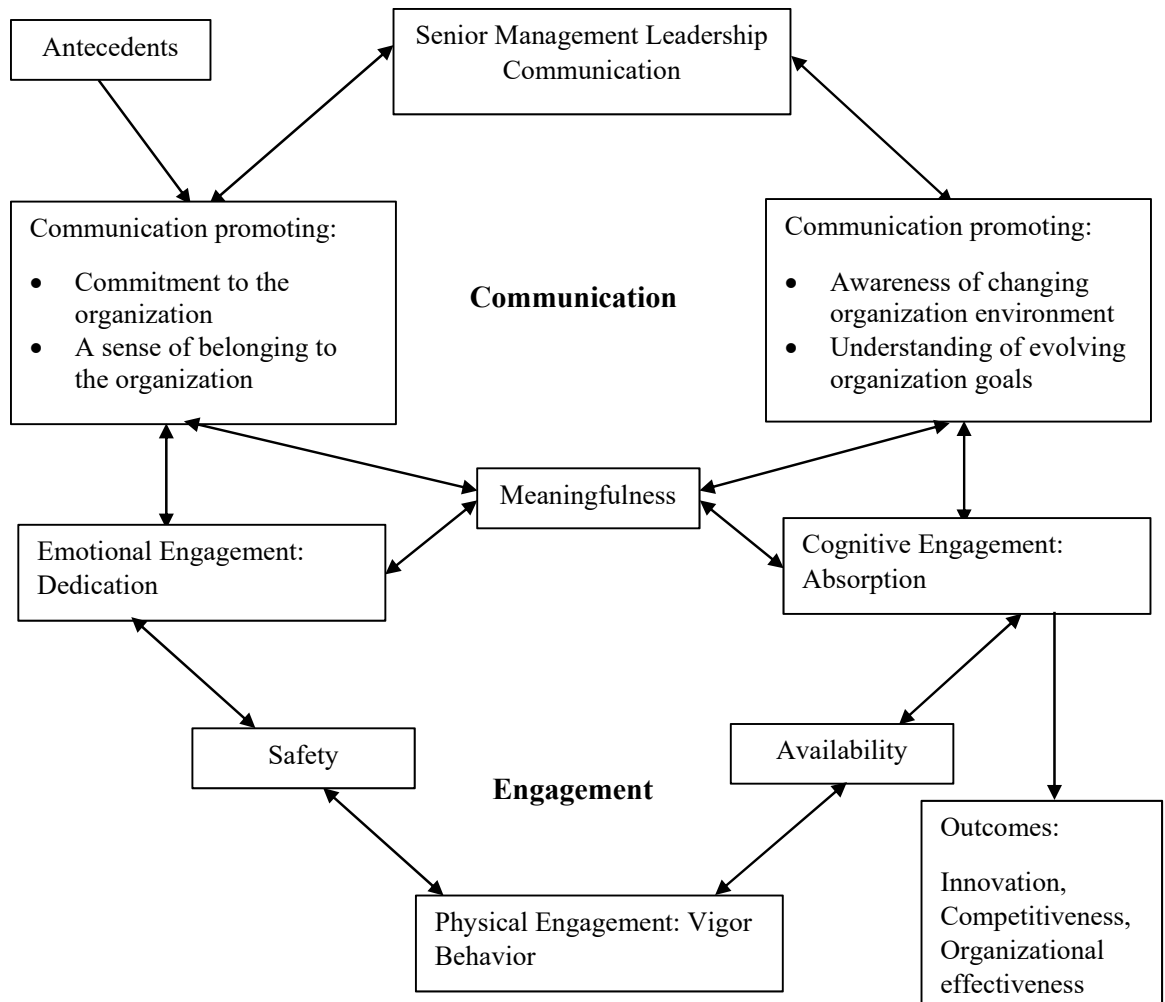 Antecedents
Senior Management Leadership
Communication
Communication promoting:
• Commitment to the
organization
• A sense of belonging to
the organization
Communication
Communication promoting:
• Awareness of changing
organization environment
• Understanding of evolving
organization goals
Meaningfulness
Emotional Engagement:
Dedication
Cognitive Engagement:
Absorption
Safety
Availability
Engagement
Physical Engagement: Vigor
Behavior
Outcomes:
Innovation,
Competitiveness,
Organizational
effectiveness